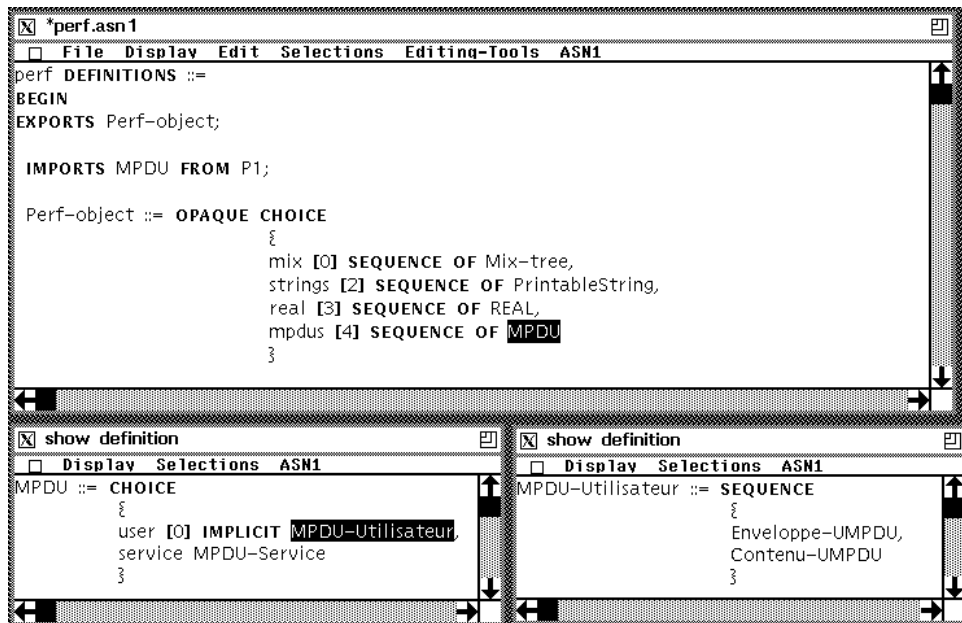 *perf.asn1
File Display Edit Selections Editing-Tools ASN1
perf DEFINITIONS ::=
BEGIN
EXPORTS Perf-object;
IMPORTS MPDU FROM P1;
Perf-object ::= OPAQUE CHOICE
{
mix [0] SEQUENCE OF Mix-tree,
strings [2] SEQUENCE OF PrintableString,
real [3] SEQUENCE OF REAL,
mpdus [4] SEQUENCE OF MPDU
}
show definition
Display Selections ASN1
MPDU ::= CHOICE
{
user [0] IMPLICIT MPDU-Utilisateur,
service MPDU-Service
}
show definition
Display Selections ASN1
MPDU-Utilisateur ::= SEQUENCE
{
Enveloppe-UMPDU,
Contenu-UMPDU
}